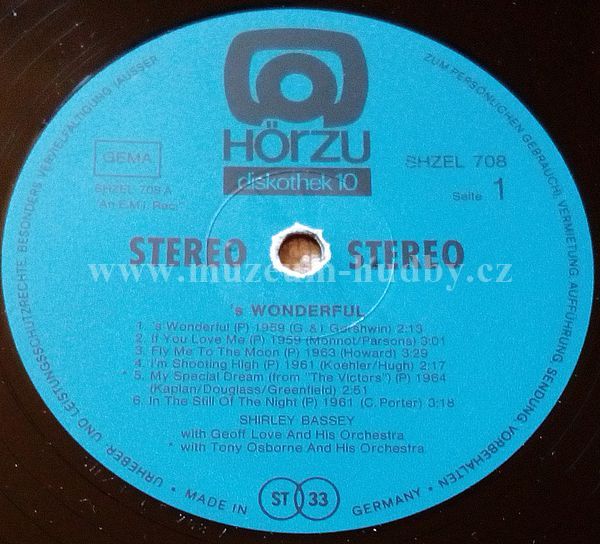 HÖRZU
diskothek 10
GEMA
SHZEL 708 A
"An E.M.I. Rec."
SHZEL 708
Seite 1
STEREO STEREO
www.muzeum-hudby.cz
's WONDERFUL
1. 's Wonderful (P) 1959 (G. & I. Gershwin) 2:13
2. If You Love Me (P) 1959 (Monnot/Parsons) 3:01
3. Fly Me To The Moon (P) 1963 (Howard) 3:29
4. I'm Shooting High (P) 1961 (Koehler/Hugh) 2:17
* 5. My Special Dream (from "The Victors") (P) 1964
(Kaplan/Douglass/Greenfield) 2:51
6. In The Still Of The Night (P) 1961 (C. Porter) 3:18
SHIRLEY BASSEY
with Geoff Love And His Orchestra
* with Tony Osborne And His Orchestra
URHEBER UND LEISTUNGSSCHUTZRECHTE, BESONDERS VERVIELFÄLTIGUNG (AUSSER
ZUM PERSÖNLICHEN GEBRAUCH) VERMIETUNG AUFFÜHRUNG SENDUNG, VORBEHALTEN
• MADE IN ST 33 GERMANY •